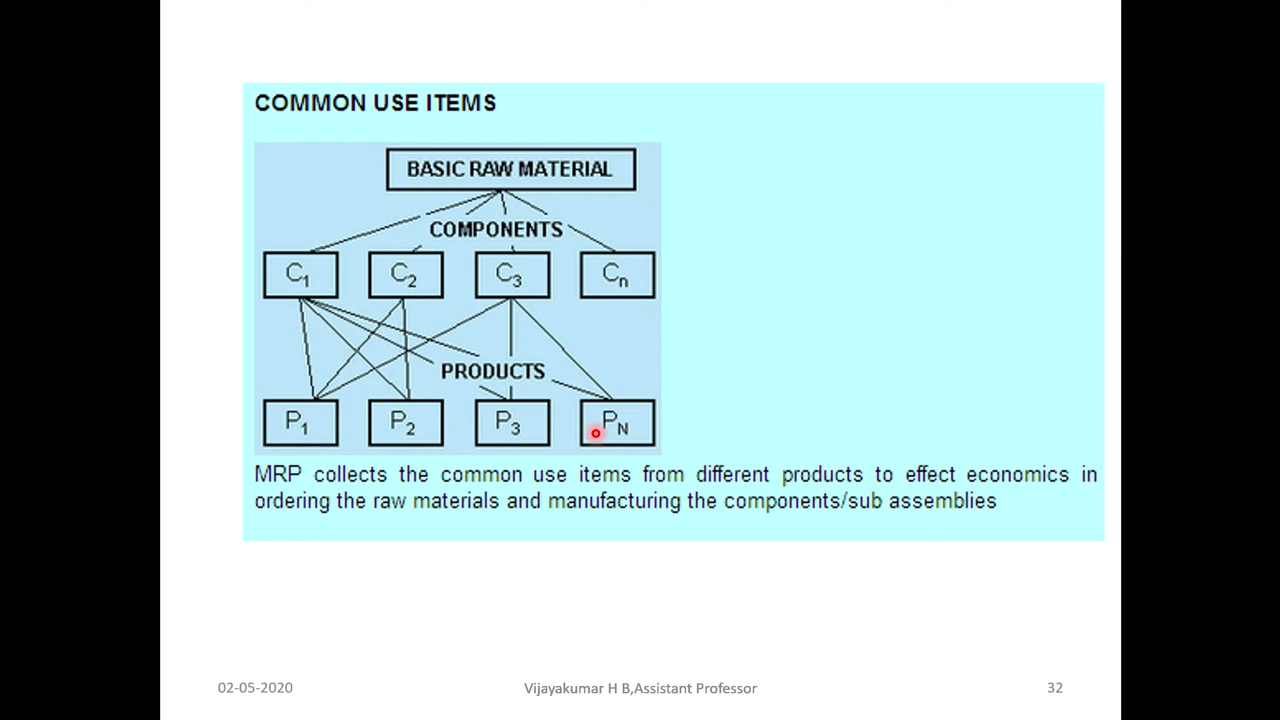 COMMON USE ITEMS
BASIC RAW MATERIAL
COMPONENTS
C1 C2 C3 Cn
PRODUCTS
P1 P2 P3 PN
MRP collects the common use items from different products to effect economics in
ordering the raw materials and manufacturing the components/sub assemblies
02-05-2020 Vijayakumar H B,Assistant Professor 32